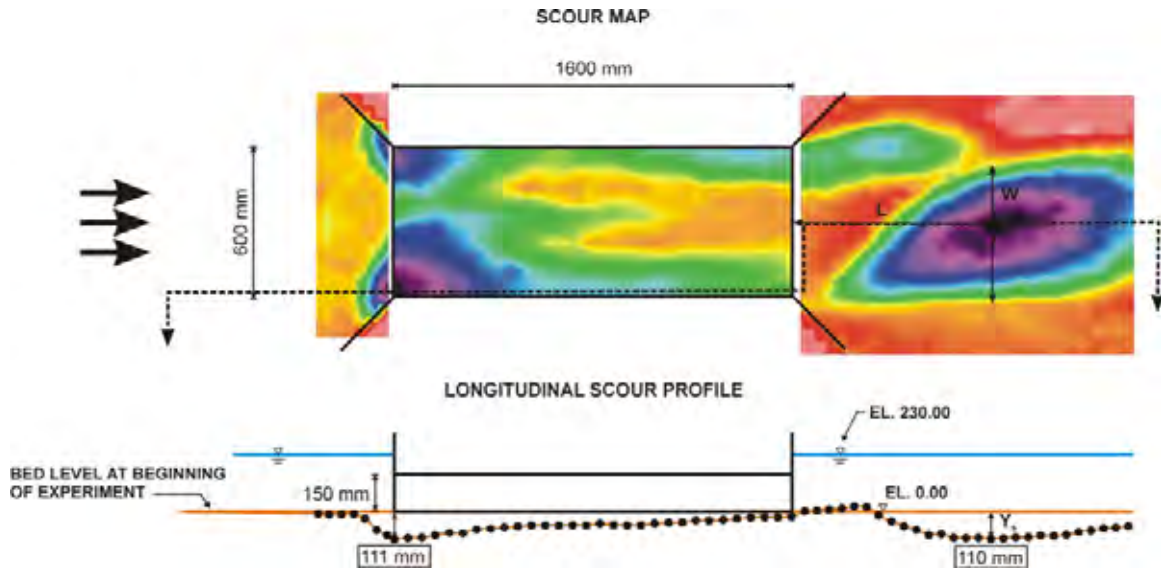 SCOUR MAP
1600 mm
600 mm
L
W
LONGITUDINAL SCOUR PROFILE
EL. 230.00
BED LEVEL AT BEGINNING
OF EXPERIMENT
150 mm
EL. 0.00
Y
111 mm
110 mm